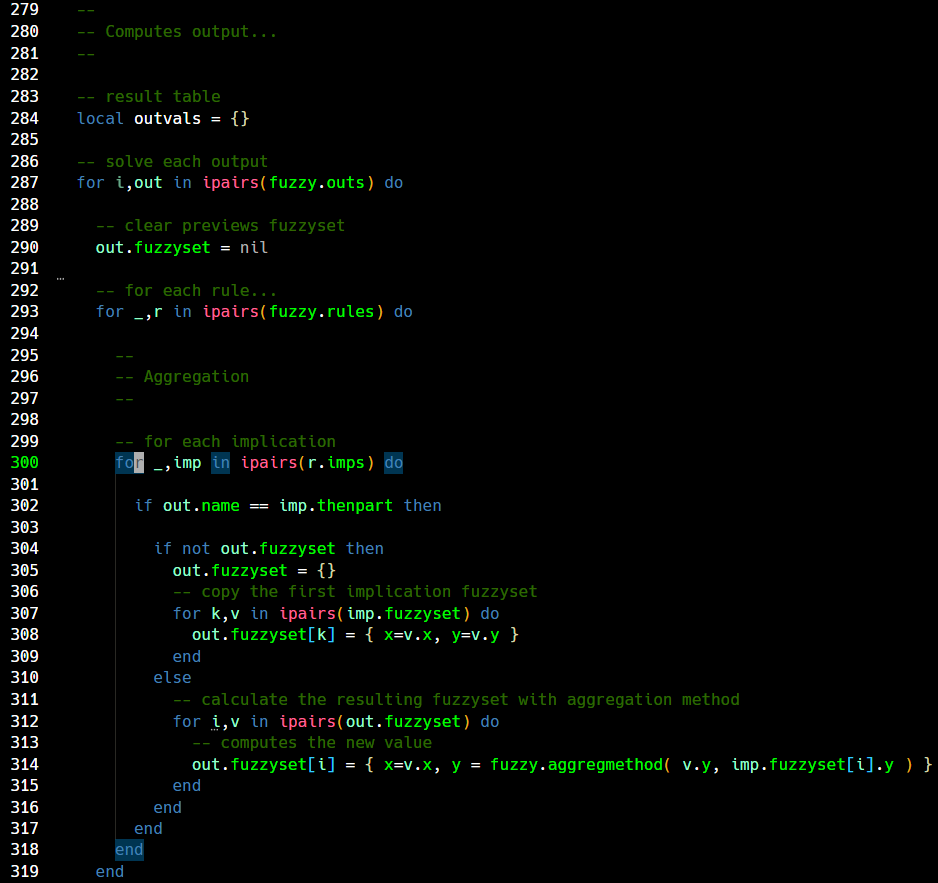 279    --
280    -- Computes output...
281    --
282
283    -- result table
284    local outvals = {}
285
286    -- solve each output
287    for i,out in ipairs(fuzzy.outs) do
288
289      -- clear previews fuzzyset
290      out.fuzzyset = nil
291
292      -- for each rule...
293      for _,r in ipairs(fuzzy.rules) do
294
295        --
296        -- Aggregation
297        --
298
299        -- for each implication
300        for _,imp in ipairs(r.imps) do
301
302          if out.name == imp.thenpart then
303
304            if not out.fuzzyset then
305              out.fuzzyset = {}
306              -- copy the first implication fuzzyset
307              for k,v in ipairs(imp.fuzzyset) do
308                out.fuzzyset[k] = { x=v.x, y=v.y }
309              end
310            else
311              -- calculate the resulting fuzzyset with aggregation method
312              for i,v in ipairs(out.fuzzyset) do
313                -- computes the new value
314                out.fuzzyset[i] = { x=v.x, y = fuzzy.aggregmethod( v.y, imp.fuzzyset[i].y ) }
315              end
316            end
317          end
318        end
319      end